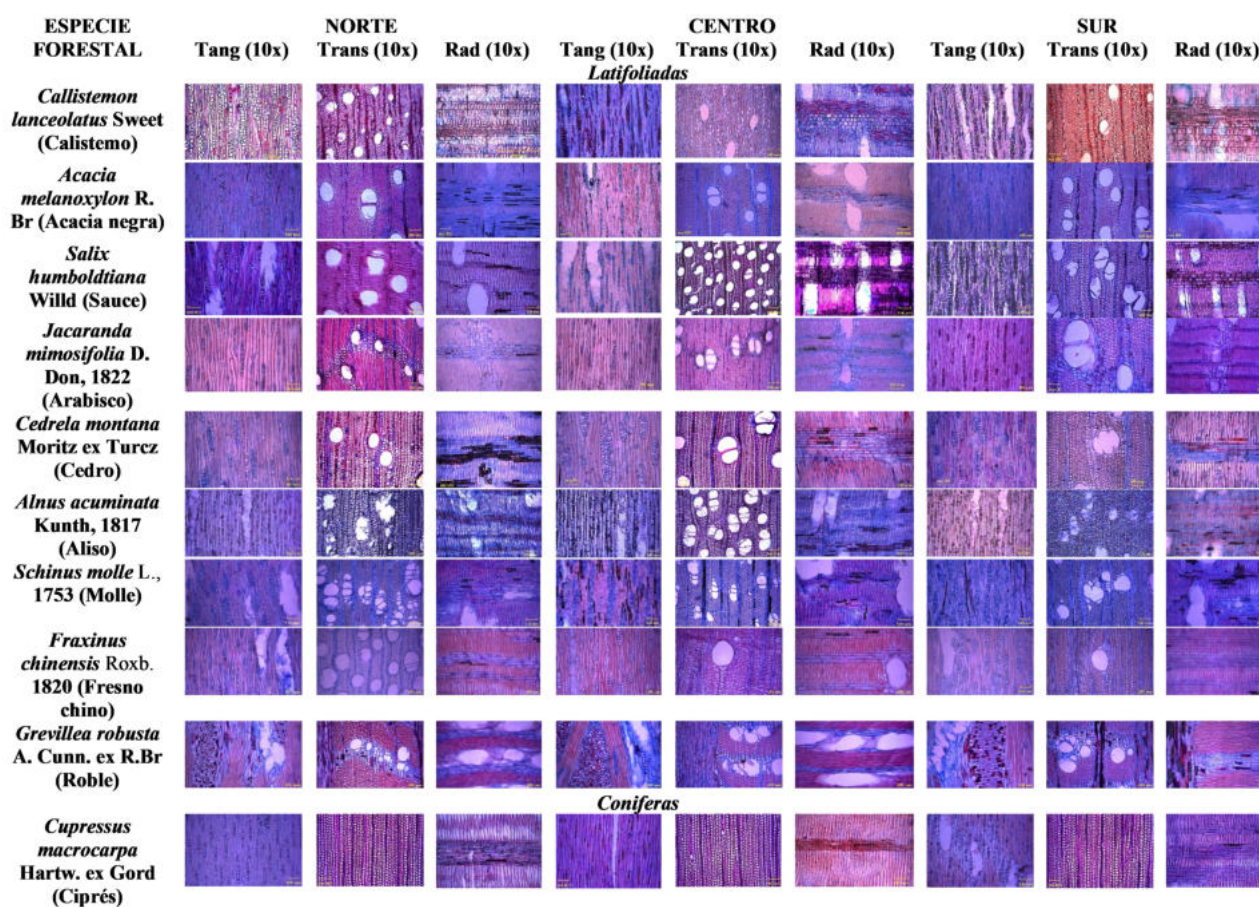 ESPECIE NORTE CENTRO SUR
FORESTAL Tang (10x) Trans (10x) Rad (10x) Tang (10x) Trans (10x) Rad (10x) Tang (10x) Trans (10x) Rad (10x)
Latifoliadas
Callistemon
lanceolatus Sweet
(Calistemo)
Acacia
melanoxylon R.
Br (Acacia negra)
Salix
humboldtiana
Willd (Sauce)
Jacaranda
mimosifolia D.
Don, 1822
(Arabisco)
Cedrela montana
Moritz ex Turcz
(Cedro)
Alnus acuminata
Kunth, 1817
(Aliso)
Schinus molle L.,
1753 (Molle)
Fraxinus
chinensis Roxb.
1820 (Fresno
chino)
Grevillea robusta
A. Cunn. ex R.Br
(Roble)
Coniferas
Cupressus
macrocarpa
Hartw. ex Gord
(Ciprés)